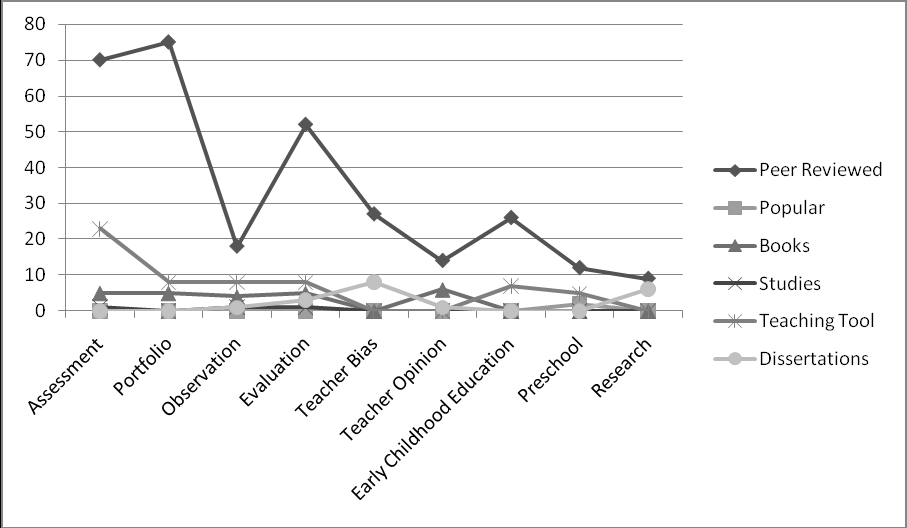 80
70
60
50
40
30
20
10
0
Assessment
Portfolio
Observation
Evaluation
Teacher Bias
Teacher Opinion
Early Childhood Education
Preschool
Research
Peer Reviewed
Popular
Books
Studies
Teaching Tool
Dissertations